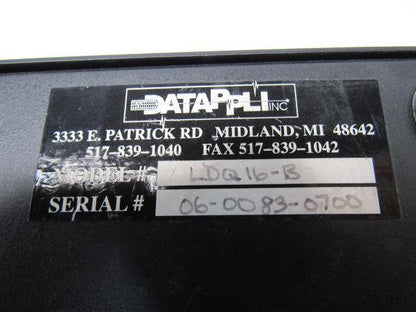 DATAPPLI INC
3333 E. PATRICK RD MIDLAND, MI 48642
517-839-1040 FAX 517-839-1042
MODEL # LDQ16-B
SERIAL # 06-0083-0700